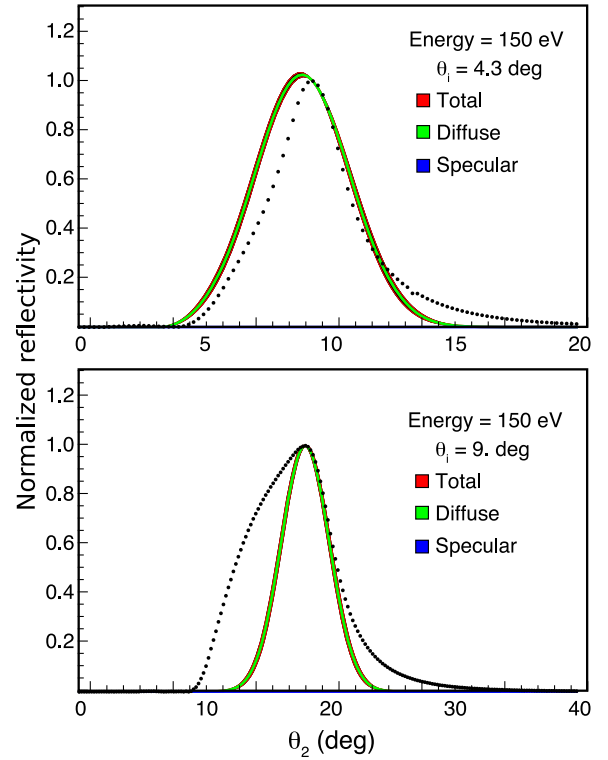 1.2
1.0
0.8
0.6
0.4
0.2
0 5 10 15 20
Energy = 150 eV
θi = 4.3 deg
Total
Diffuse
Specular
Normalized reflectivity
1.2
1.0
0.8
0.6
0.4
0.2
0 10 20 30 40
Energy = 150 eV
θi = 9. deg
Total
Diffuse
Specular
θ2 (deg)